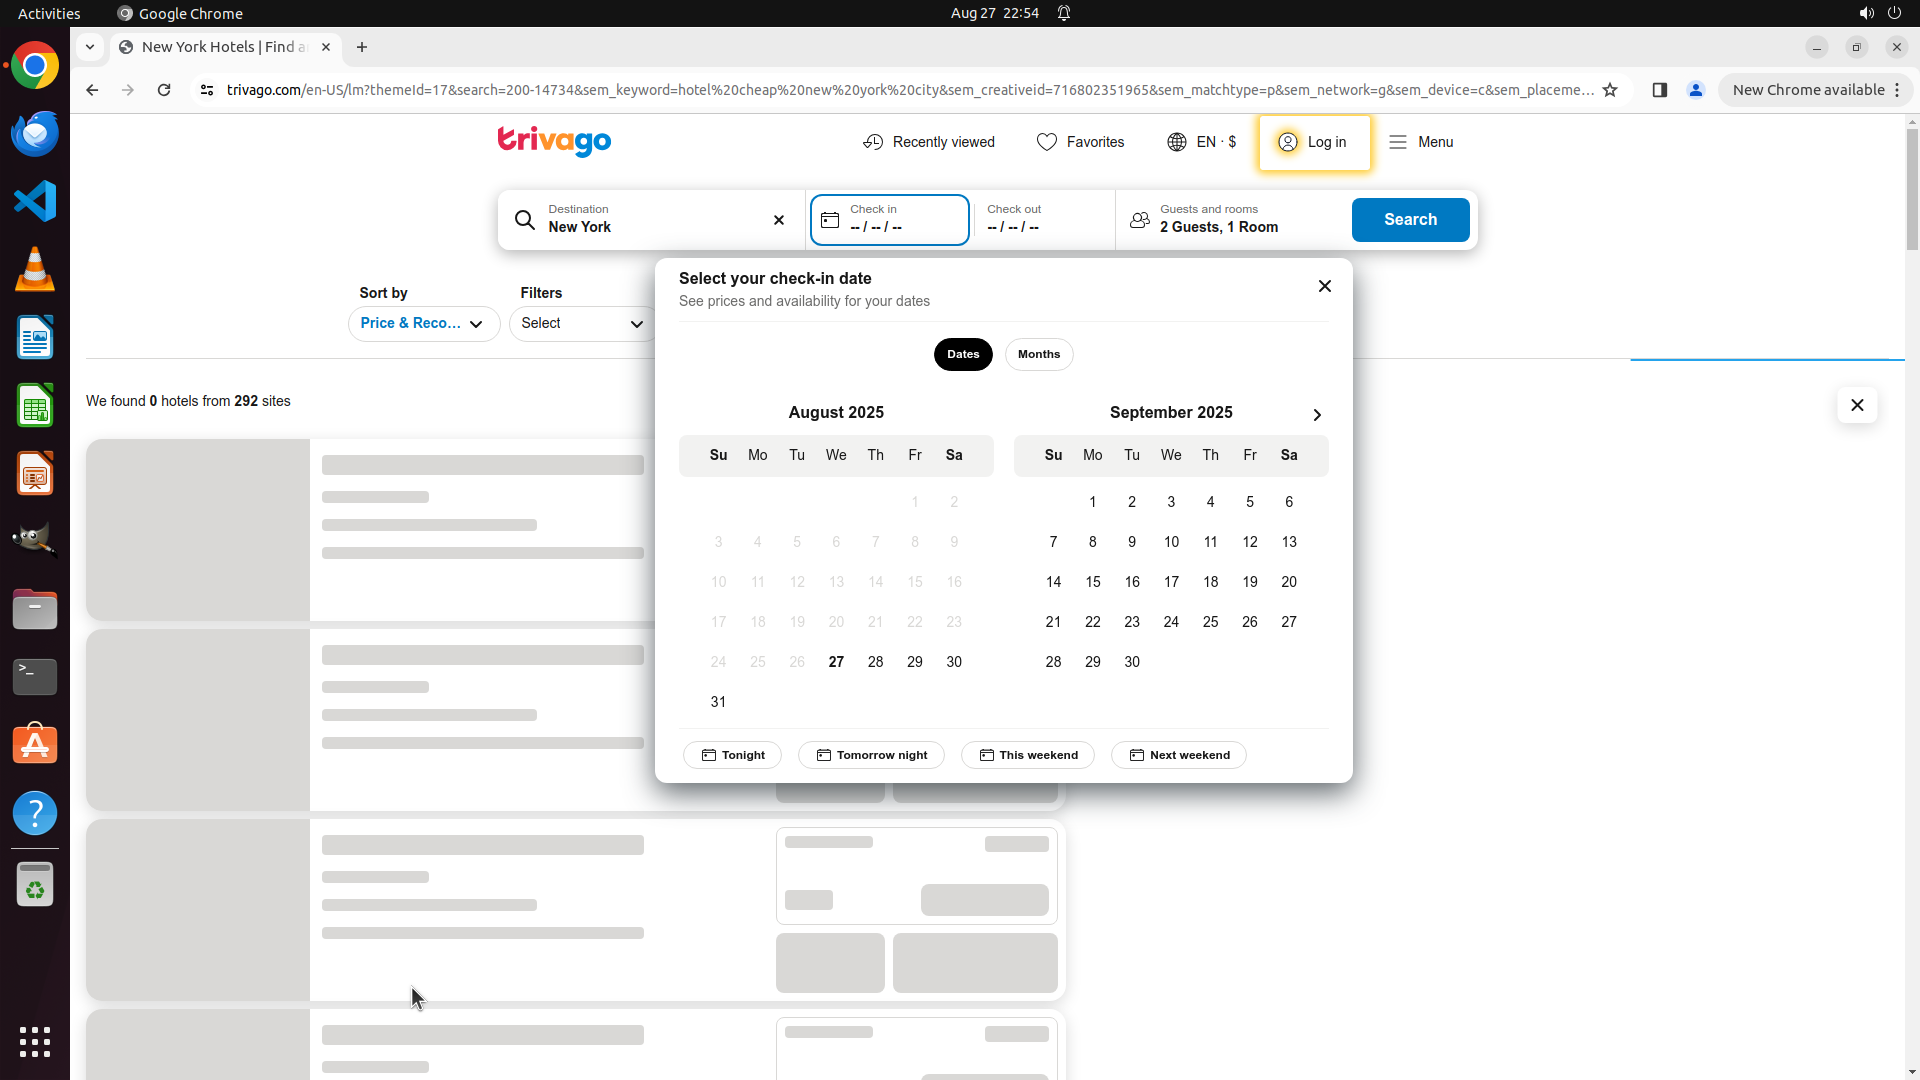 Activities
Google Chrome
Aug 27 22:54
New York Hotels | Find a
trivago.com/en-US/lm?themeId=17&search=200-14734&sem_keyword=hotel%20cheap%20new%20york%20city&sem_creativeid=716802351965&sem_matchtype=p&sem_network=g&sem_device=c&sem_placeme...
New Chrome available
trivago
Recently viewed
Favorites
EN · $
Log in
Menu
Destination
New York
Check in
-- / -- / --
Check out
-- / -- / --
Guests and rooms
2 Guests, 1 Room
Search
Sort by
Price & Reco...
Filters
Select
Select your check-in date
See prices and availability for your dates
Dates
Months
We found 0 hotels from 292 sites
August 2025
Su Mo Tu We Th Fr Sa
1 2
3 4 5 6 7 8 9
10 11 12 13 14 15 16
17 18 19 20 21 22 23
24 25 26 27 28 29 30
31
September 2025
Su Mo Tu We Th Fr Sa
1 2 3 4 5 6
7 8 9 10 11 12 13
14 15 16 17 18 19 20
21 22 23 24 25 26 27
28 29 30
Tonight
Tomorrow night
This weekend
Next weekend